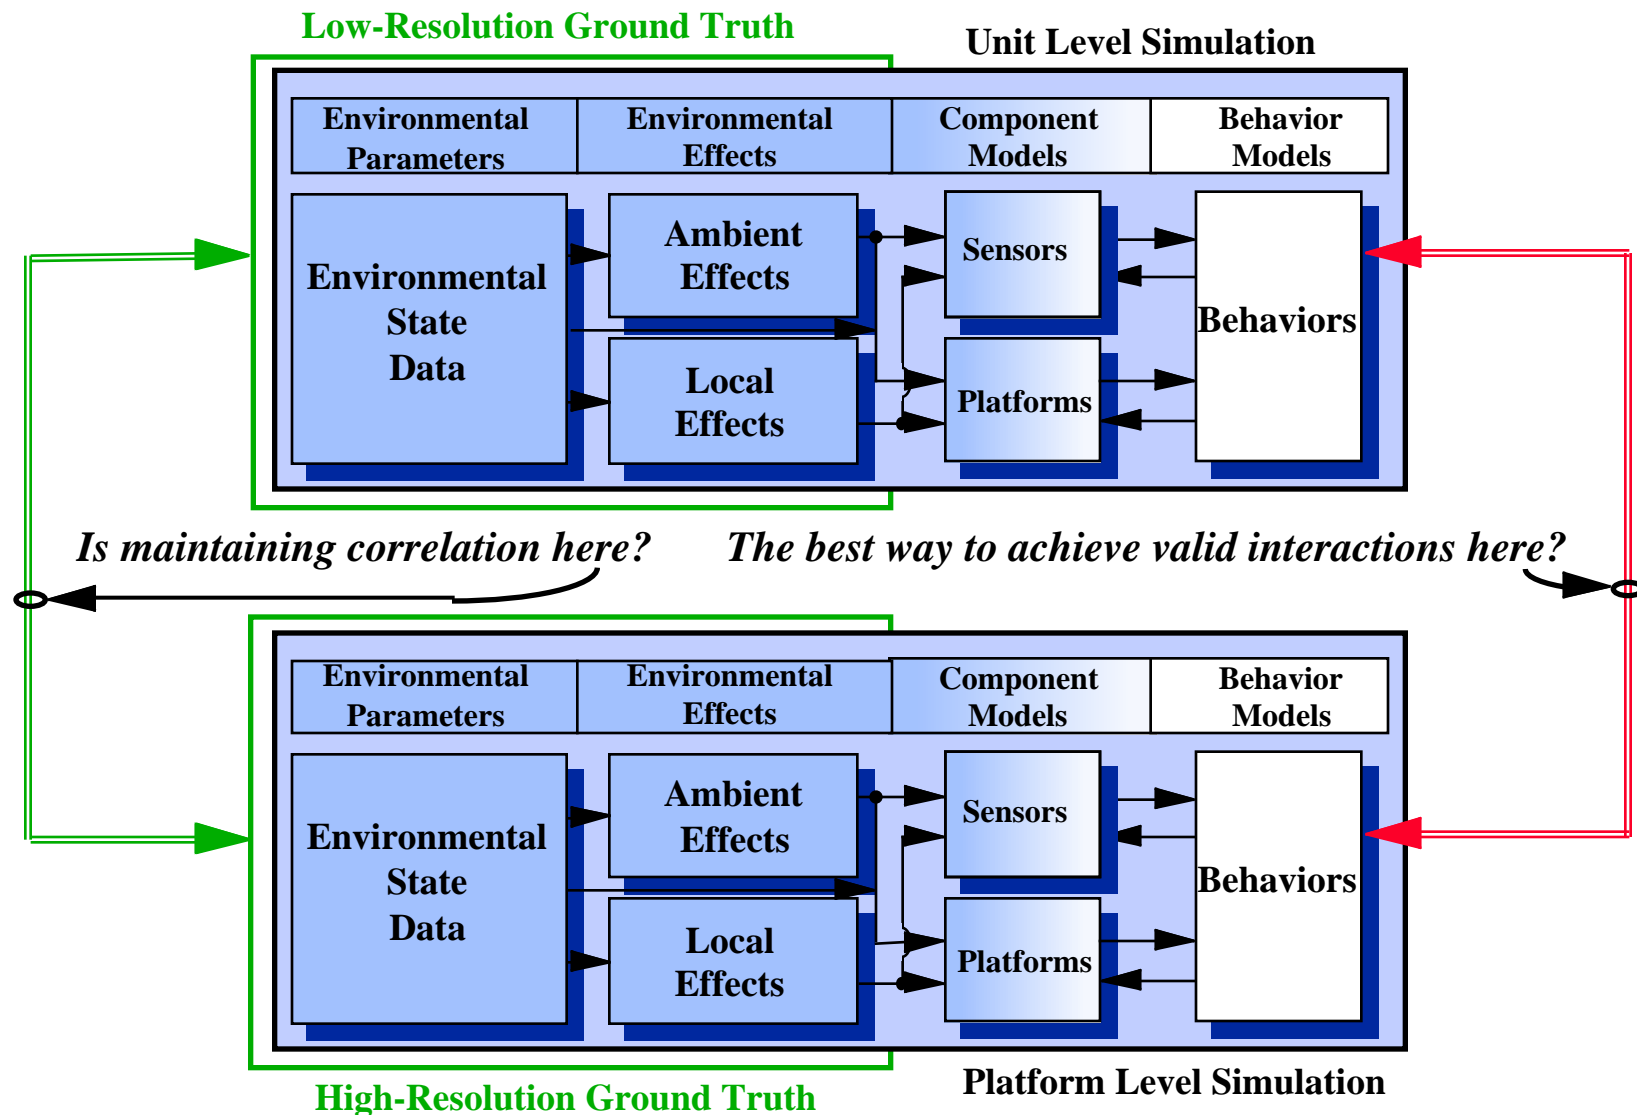 Low-Resolution Ground Truth
Unit Level Simulation
Environmental
Parameters
Environmental
Effects
Component
Models
Behavior
Models
Environmental
State
Data
Ambient
Effects
Local
Effects
Sensors
Platforms
Behaviors
Is maintaining correlation here?
The best way to achieve valid interactions here?
Environmental
Parameters
Environmental
Effects
Component
Models
Behavior
Models
Environmental
State
Data
Ambient
Effects
Local
Effects
Sensors
Platforms
Behaviors
High-Resolution Ground Truth
Platform Level Simulation